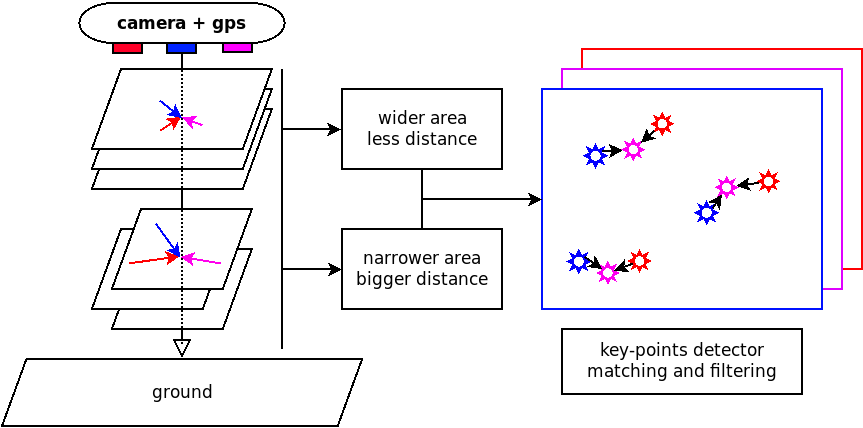 camera + gps
wider area
less distance
narrower area
bigger distance
key-points detector
matching and filtering
ground